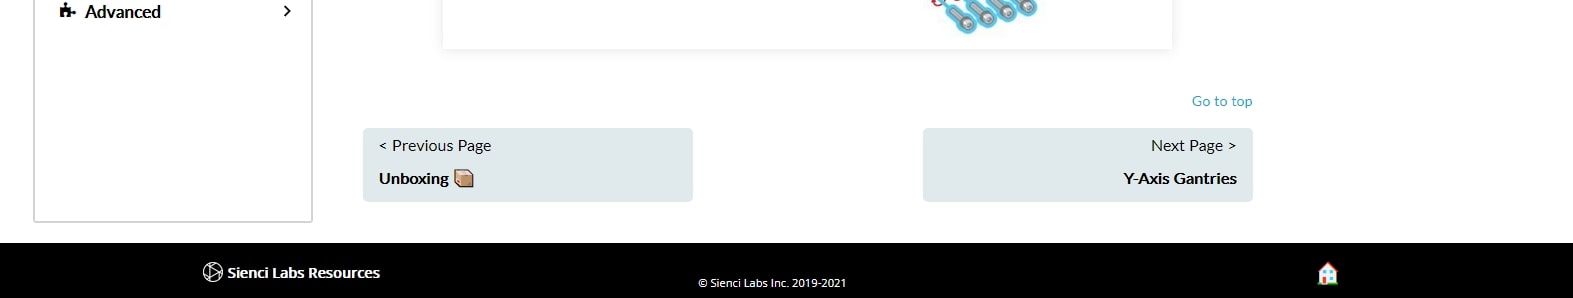 Advanced
Go to top
< Previous Page
Unboxing
Next Page >
Y-Axis Gantries
Sienci Labs Resources
© Sienci Labs Inc. 2019-2021